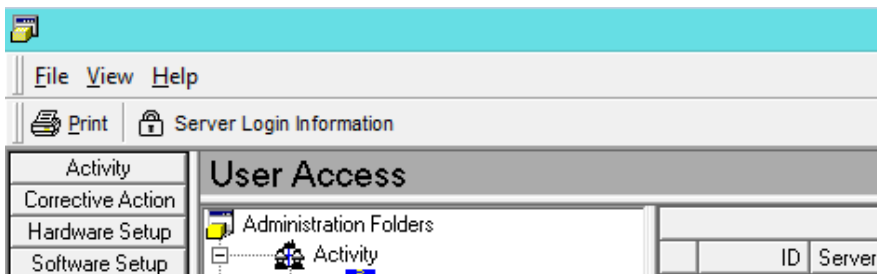 File View Help
Print Server Login Information
Activity
Corrective Action
Hardware Setup
Software Setup
User Access
Administration Folders
Activity
ID Server